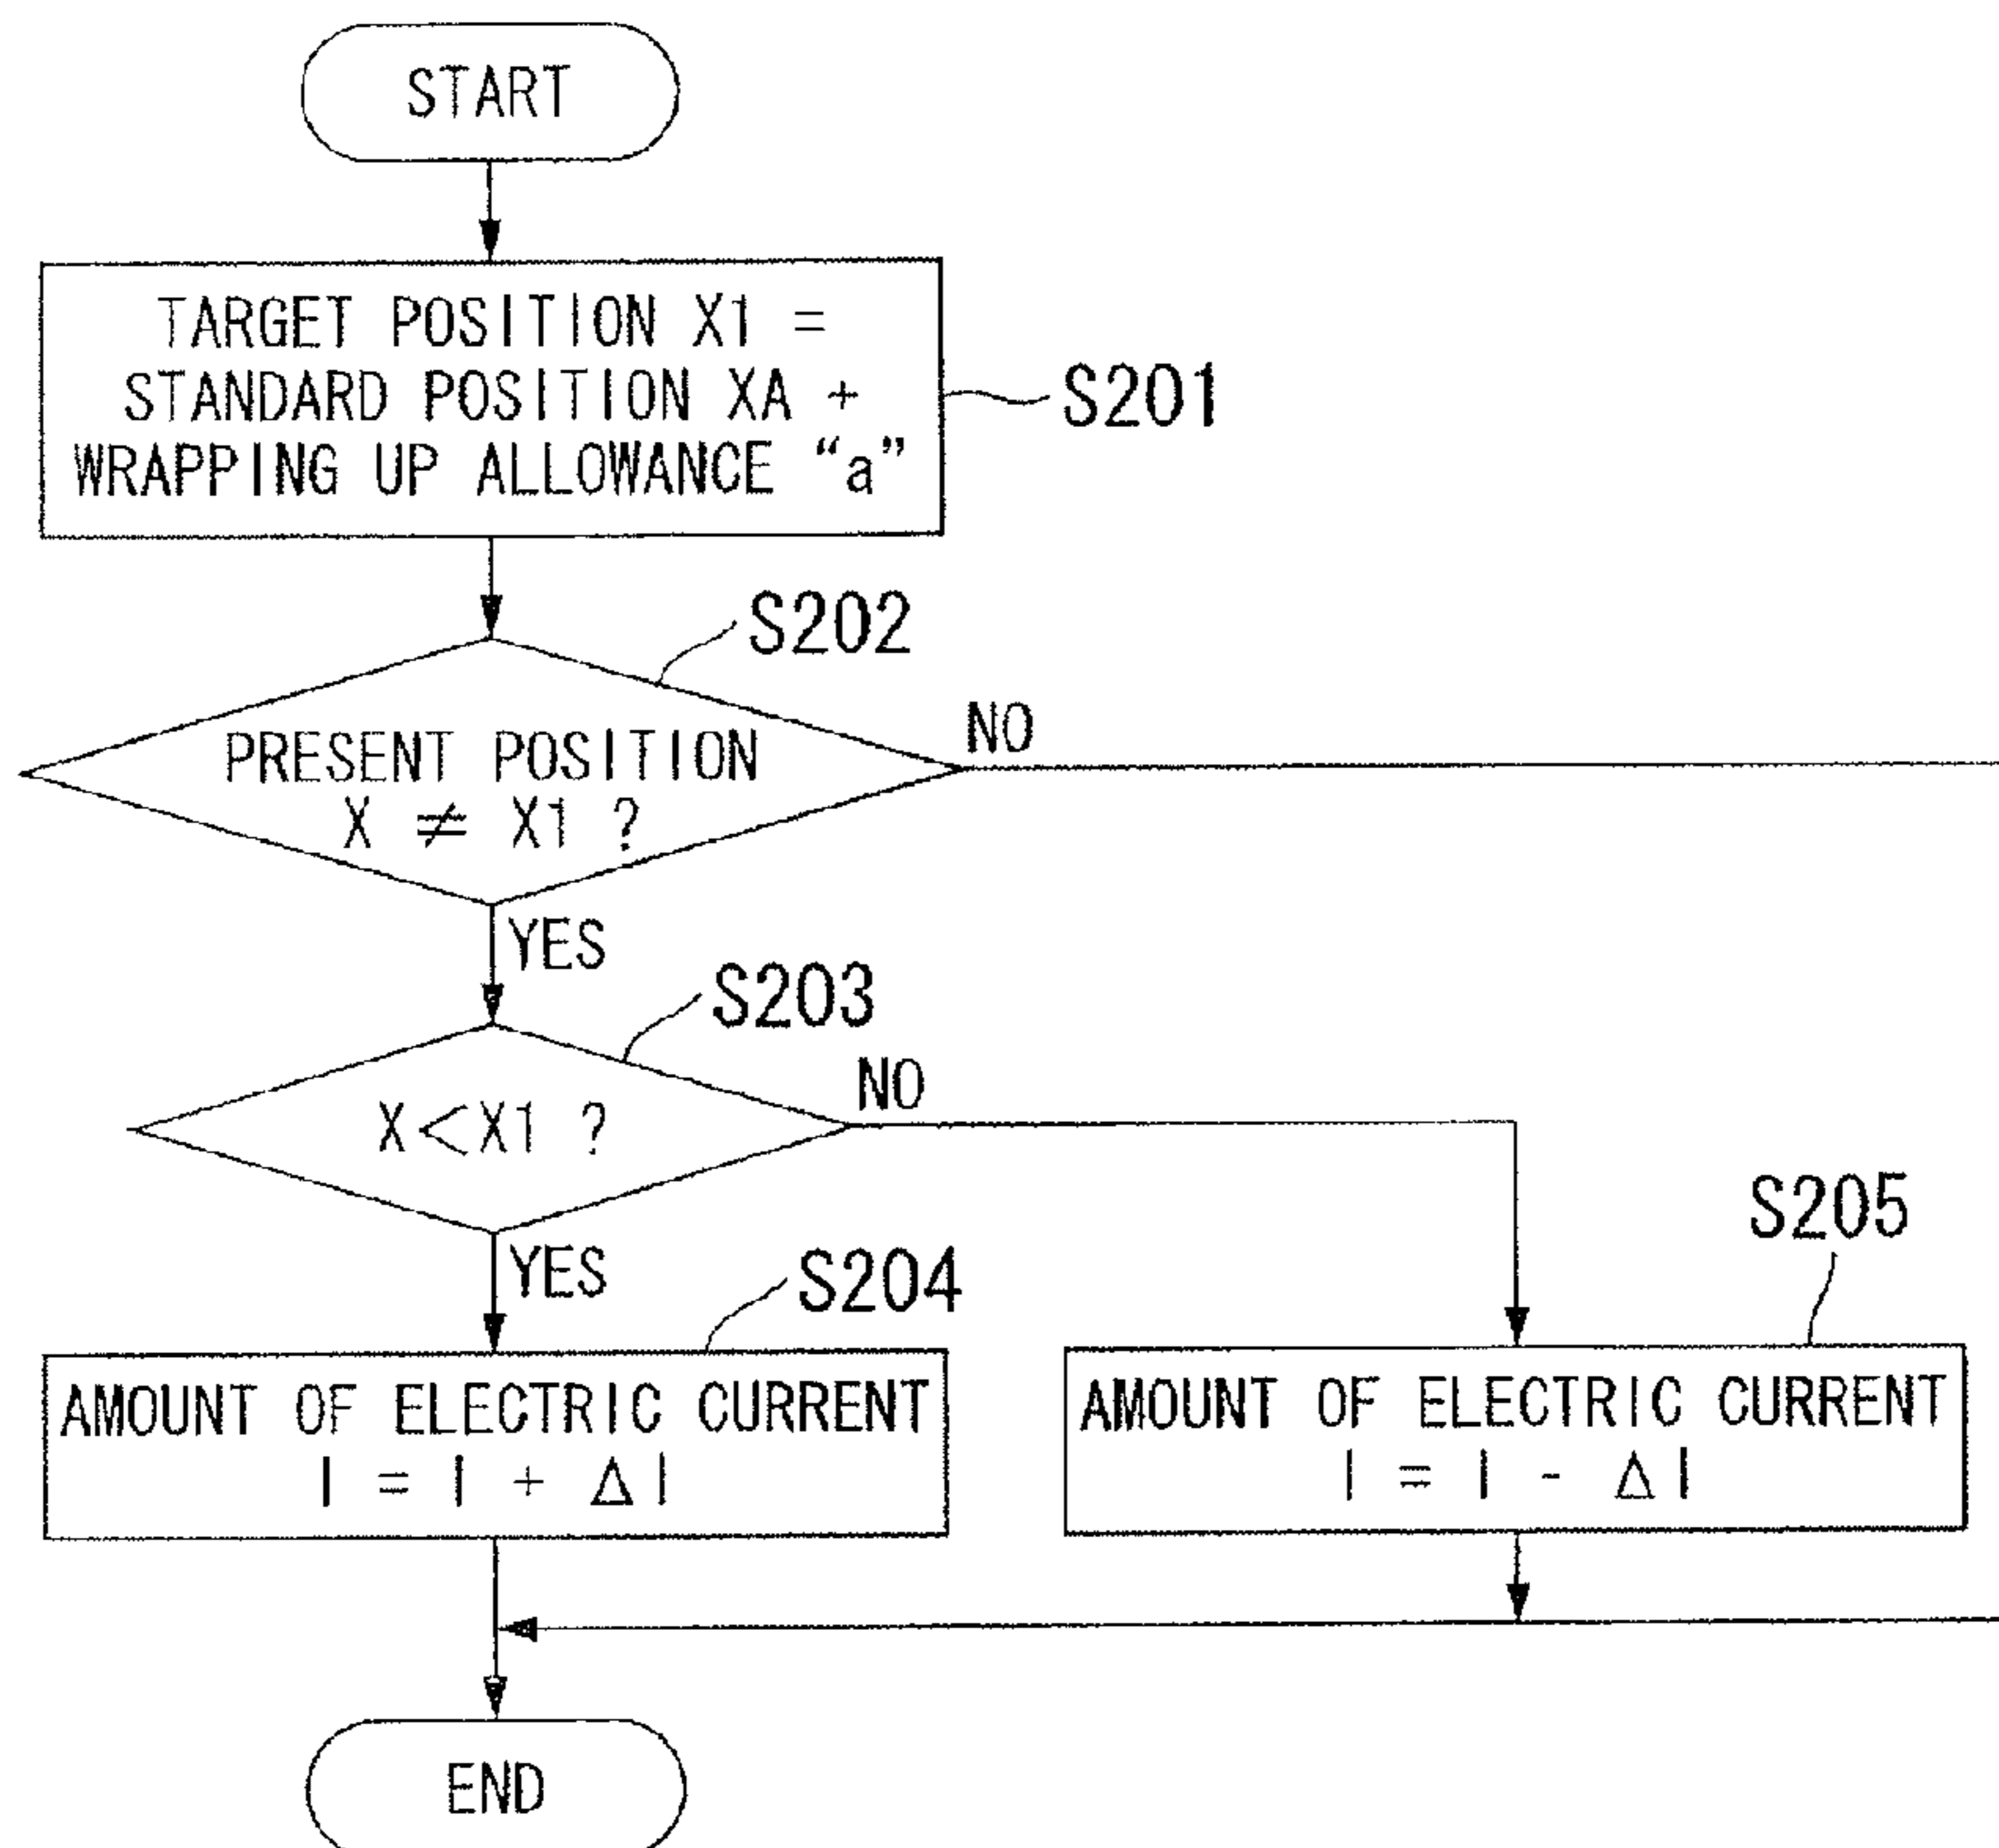 START
TARGET POSITION X1 =
STANDARD POSITION XA +
WRAPPING UP ALLOWANCE “a”
S201
S202
PRESENT POSITION
X ≠ X1 ?
NO
YES
S203
X<X1 ?
NO
YES
S204
AMOUNT OF ELECTRIC CURRENT
I = I + ΔI
S205
AMOUNT OF ELECTRIC CURRENT
I = I - ΔI
END